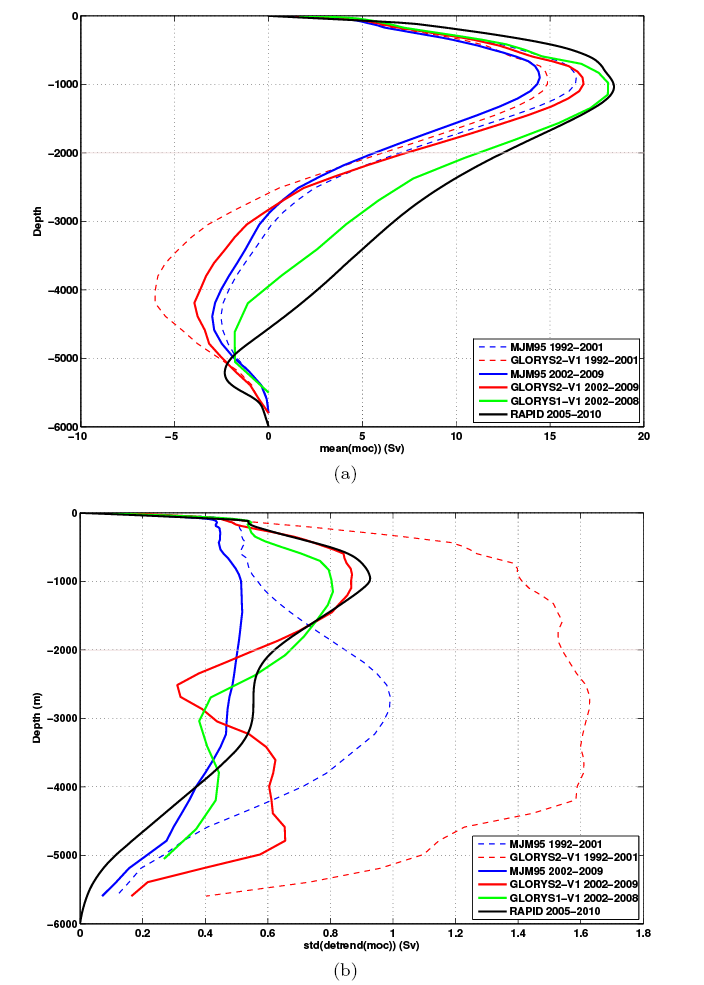 0
−1000
−2000
−3000
−4000
−5000
−6000
Depth
−10 −5 0 5 10 15 20
mean(moc)) (Sv)
MJM95 1992−2001
GLORYS2−V1 1992−2001
MJM95 2002−2009
GLORYS2−V1 2002−2009
GLORYS1−V1 2002−2008
RAPID 2005−2010
(a)
0
−1000
−2000
−3000
−4000
−5000
−6000
Depth (m)
0 0.2 0.4 0.6 0.8 1 1.2 1.4 1.6 1.8
std(detrend(moc)) (Sv)
MJM95 1992−2001
GLORYS2−V1 1992−2001
MJM95 2002−2009
GLORYS2−V1 2002−2009
GLORYS1−V1 2002−2008
RAPID 2005−2010
(b)